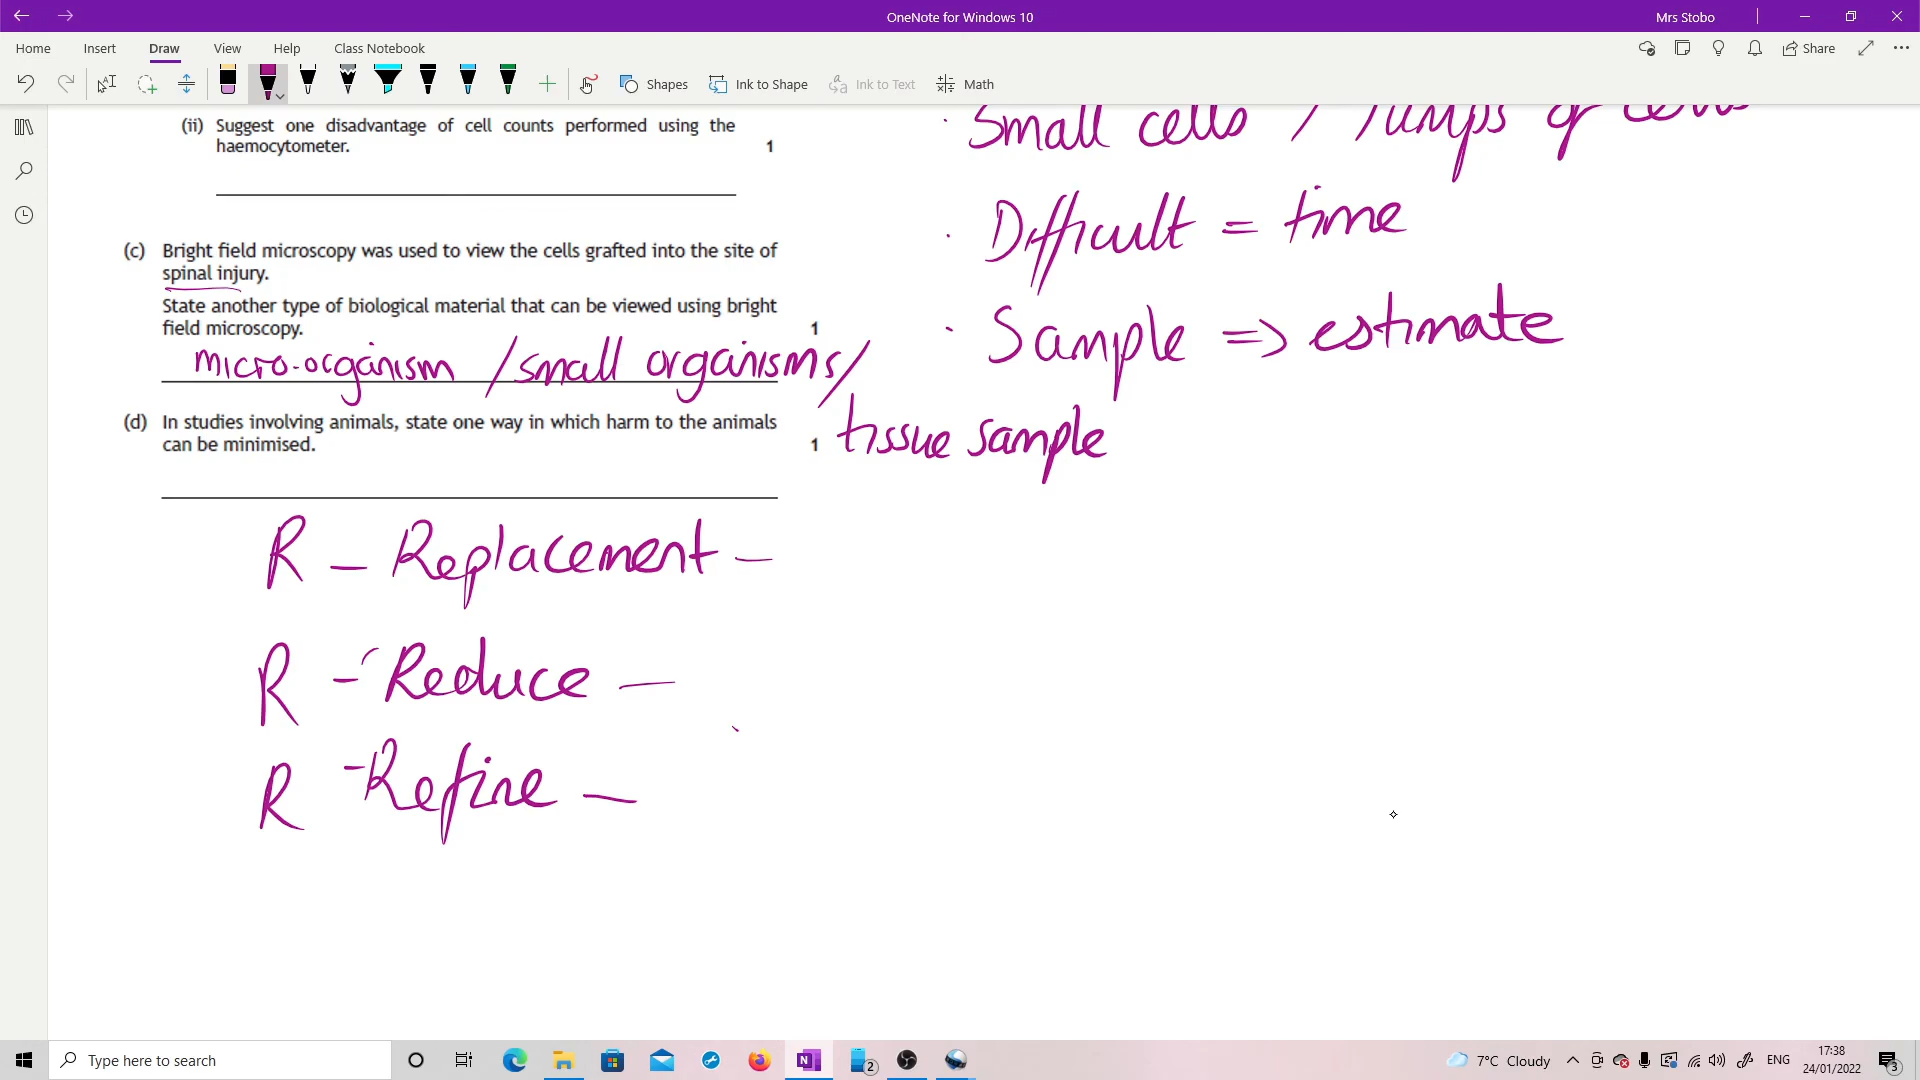 OneNote for Windows 10
Mrs Stobo
Home Insert Draw View Help Class Notebook
Share
Shapes Ink to Shape Ink to Text Math
(ii) Suggest one disadvantage of cell counts performed using the
haemocytometer. 1
(c) Bright field microscopy was used to view the cells grafted into the site of
spinal injury.
State another type of biological material that can be viewed using bright
field microscopy. 1
micro-organism / small organisms/
tissue sample
(d) In studies involving animals, state one way in which harm to the animals
can be minimised. 1
R - Replacement -
R - Reduce -
R - Refine -
· Small cells / lumps of cells
· Difficult = time
· Sample => estimate
Type here to search
2
7°C Cloudy
ENG
17:38
24/01/2022
3